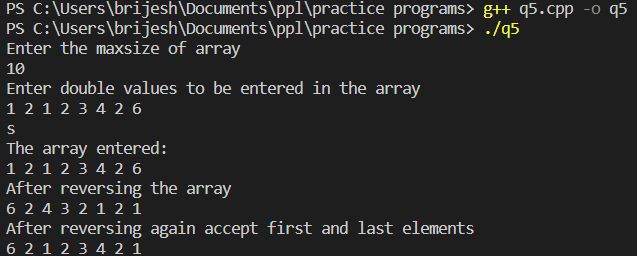 PS C:\Users\brijesh\Documents\ppl\practice programs> g++ q5.cpp -o q5
PS C:\Users\brijesh\Documents\ppl\practice programs> ./q5
Enter the maxsize of array
10
Enter double values to be entered in the array
1 2 1 2 3 4 2 6
s
The array entered:
1 2 1 2 3 4 2 6
After reversing the array
6 2 4 3 2 1 2 1
After reversing again accept first and last elements
6 2 1 2 3 4 2 1